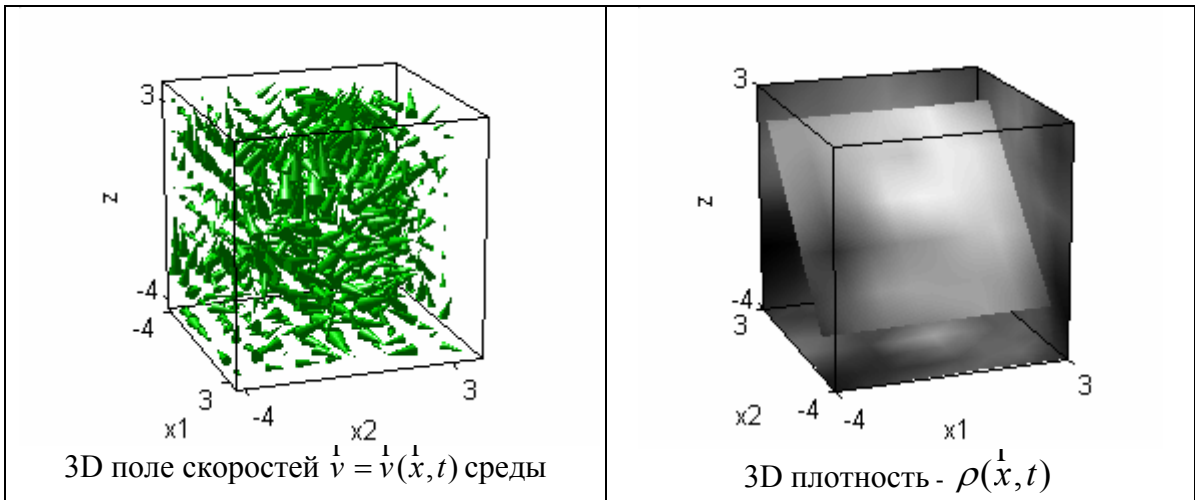 3
z
-4
-4
3
-4
3
x1
x2
3D поле скоростей v = v(x,t) среды
3
z
-4
3
3
x2
-4
-4
x1
3D плотность - ρ(x,t)